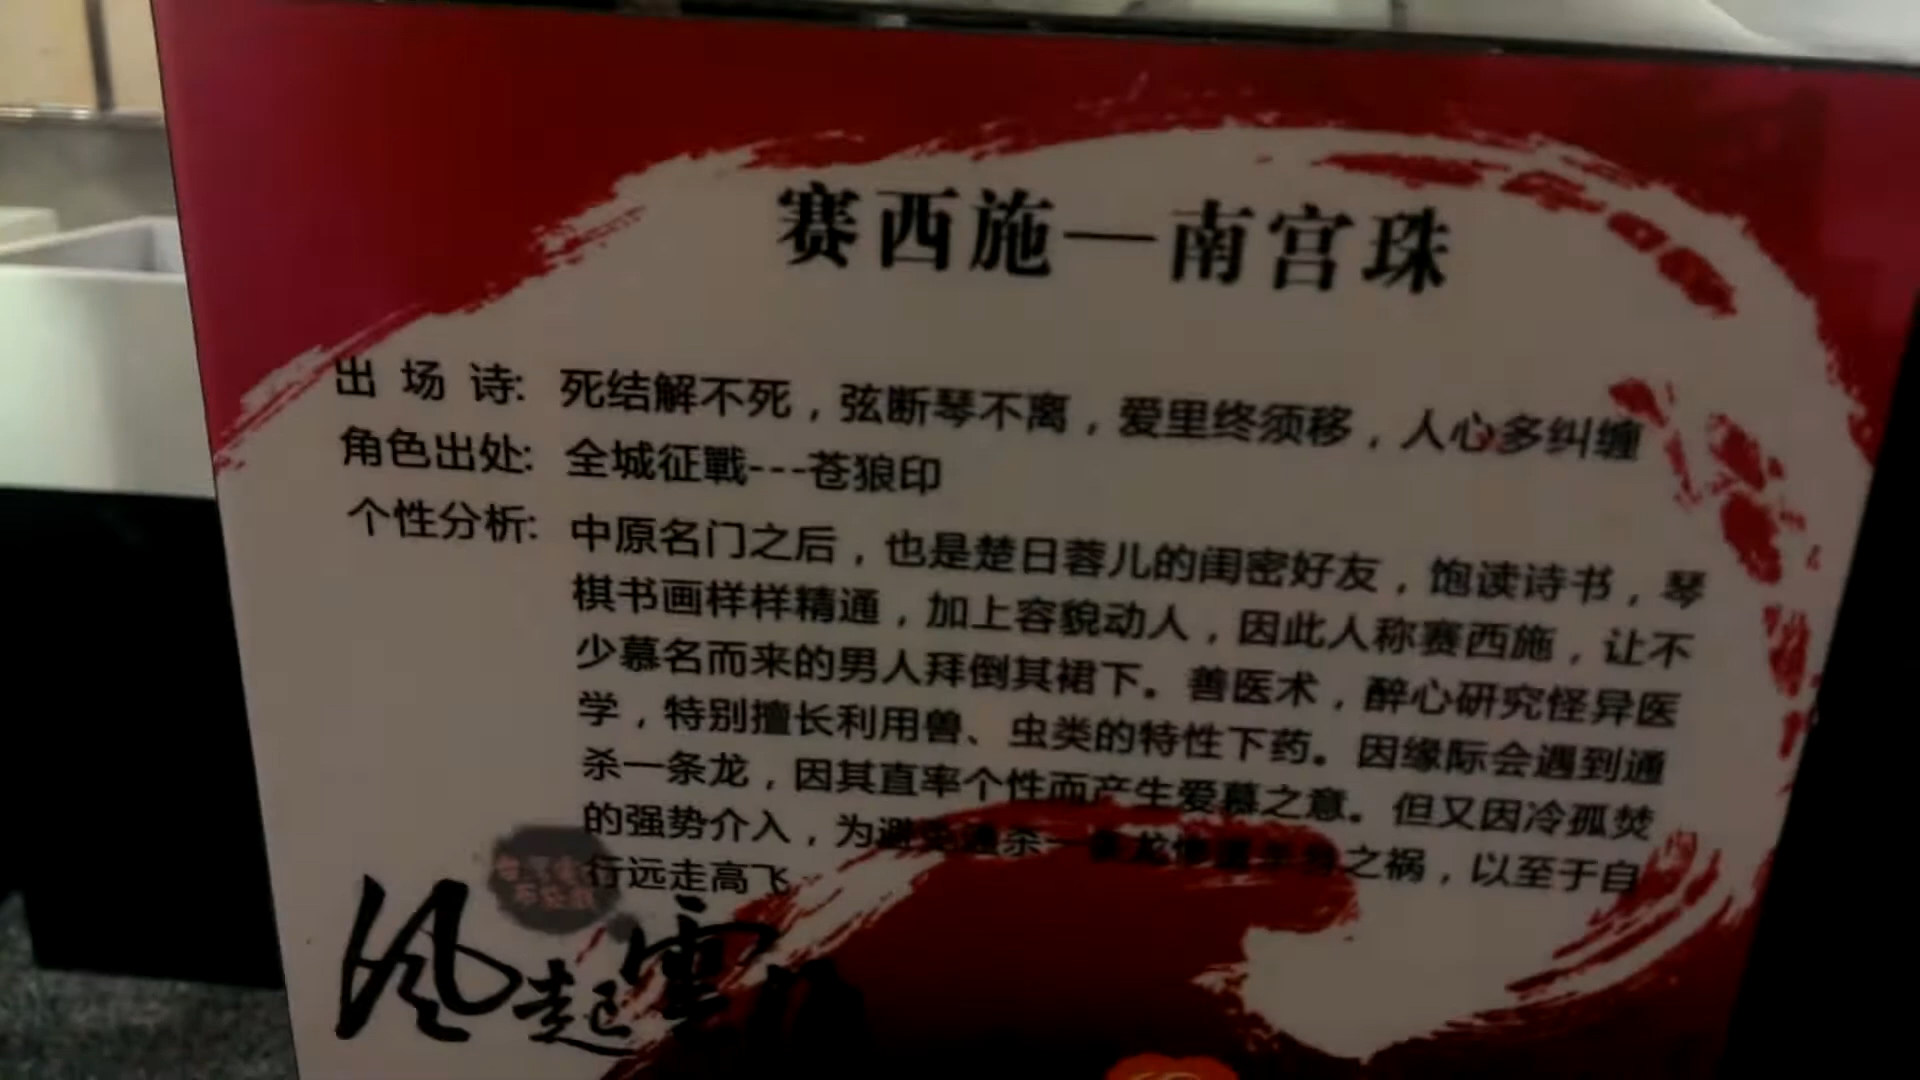 赛西施—南宫珠
出场诗: 死结解不死，弦断琴不离，爱里终须移，人心多纠缠
角色出处: 全城征戰---苍狼印
个性分析: 中原名门之后，也是楚日蓉儿的闺密好友，饱读诗书，琴
棋书画样样精通，加上容貌动人，因此人称赛西施，让不
少慕名而来的男人拜倒其裙下。善医术，醉心研究怪异医
学，特别擅长利用兽、虫类的特性下药。因缘际会遇到通
杀一条龙，因其直率个性而产生爱慕之意。但又因冷孤焚
的强势介入，为避免通杀一条龙惨遭之祸，以至于自
行远走高飞
风起雲